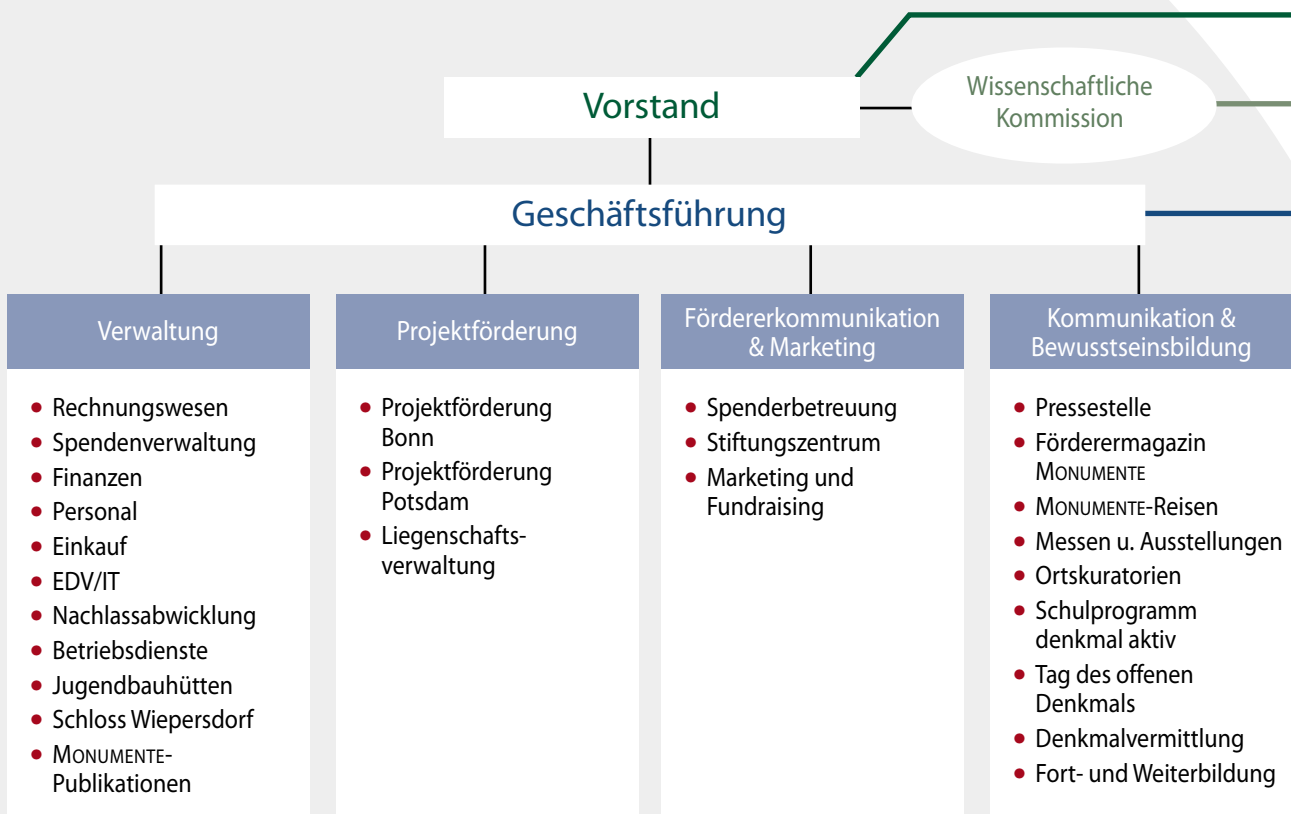 Vorstand
Wissenschaftliche
Kommission
Geschäftsführung
Verwaltung
• Rechnungswesen
• Spendenverwaltung
• Finanzen
• Personal
• Einkauf
• EDV/IT
• Nachlassabwicklung
• Betriebsdienste
• Jugendbauhütten
• Schloss Wiepersdorf
• MONUMENTE-
Publikationen
Projektförderung
• Projektförderung
Bonn
• Projektförderung
Potsdam
• Liegenschafts-
verwaltung
Fördererkommunikation
& Marketing
• Spenderbetreuung
• Stiftungszentrum
• Marketing und
Fundraising
Kommunikation &
Bewusstseinsbildung
• Pressestelle
• Förderermagazin
MONUMENTE
• MONUMENTE-Reisen
• Messen u. Ausstellungen
• Ortskuratorien
• Schulprogramm
denkmal aktiv
• Tag des offenen
Denkmals
• Denkmalvermittlung
• Fort- und Weiterbildung